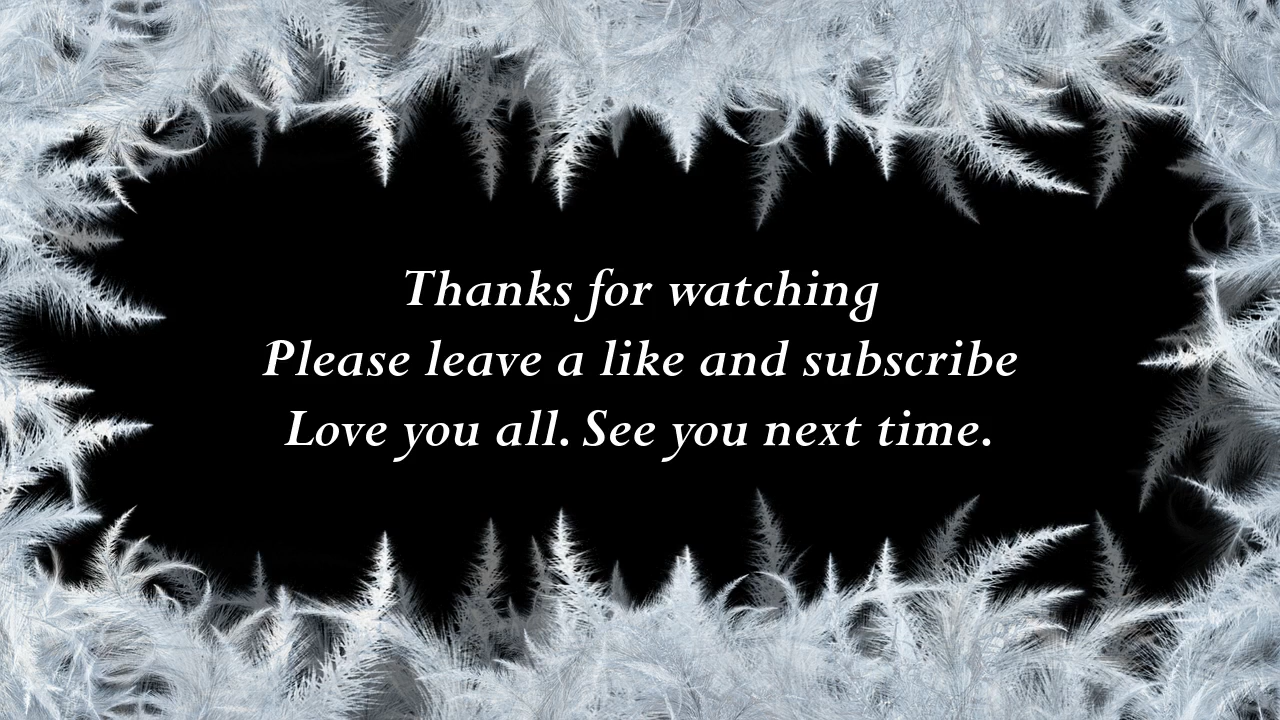 Thanks for watching
Please leave a like and subscribe
Love you all. See you next time.